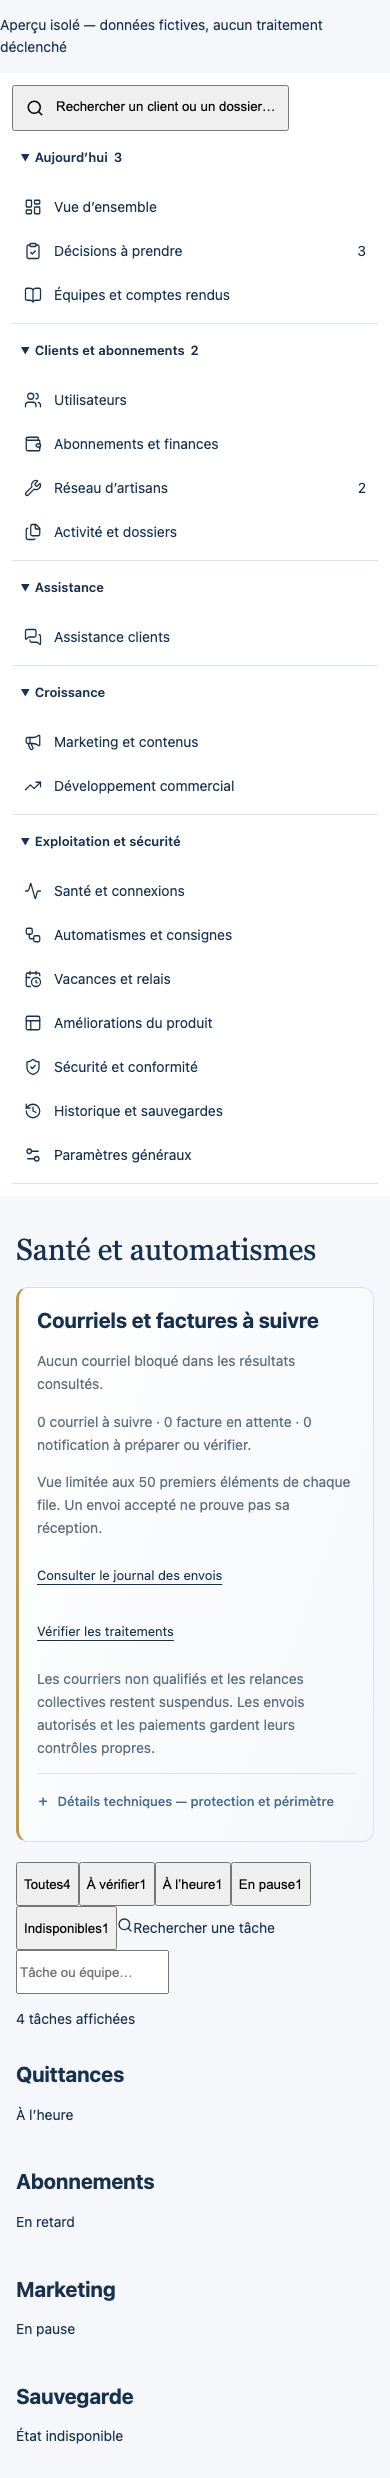 Aperçu isolé — données fictives, aucun traitement
déclenché
Rechercher un client ou un dossier…
Aujourd’hui 3
Vue d’ensemble
Décisions à prendre 3
Équipes et comptes rendus
Clients et abonnements 2
Utilisateurs
Abonnements et finances
Réseau d’artisans 2
Activité et dossiers
Assistance
Assistance clients
Croissance
Marketing et contenus
Développement commercial
Exploitation et sécurité
Santé et connexions
Automatismes et consignes
Vacances et relais
Améliorations du produit
Sécurité et conformité
Historique et sauvegardes
Paramètres généraux
Santé et automatismes
Courriels et factures à suivre
Aucun courriel bloqué dans les résultats
consultés.
0 courriel à suivre · 0 facture en attente · 0
notification à préparer ou vérifier.
Vue limitée aux 50 premiers éléments de chaque
file. Un envoi accepté ne prouve pas sa
réception.
Consulter le journal des envois
Vérifier les traitements
Les courriers non qualifiés et les relances
collectives restent suspendus. Les envois
autorisés et les paiements gardent leurs
contrôles propres.
+ Détails techniques — protection et périmètre
Toutes4 À vérifier1 À l’heure1 En pause1
Indisponibles1 Rechercher une tâche
Tâche ou équipe…
4 tâches affichées
Quittances
À l’heure
Abonnements
En retard
Marketing
En pause
Sauvegarde
État indisponible